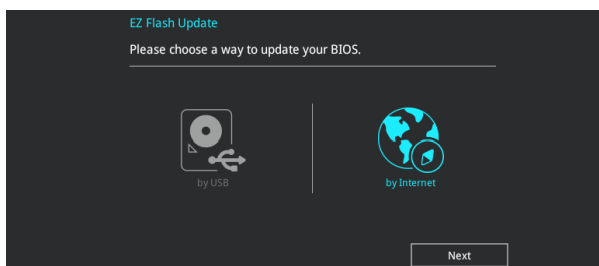 EZ Flash Update
Please choose a way to update your BIOS.
by USB
by Internet
Next